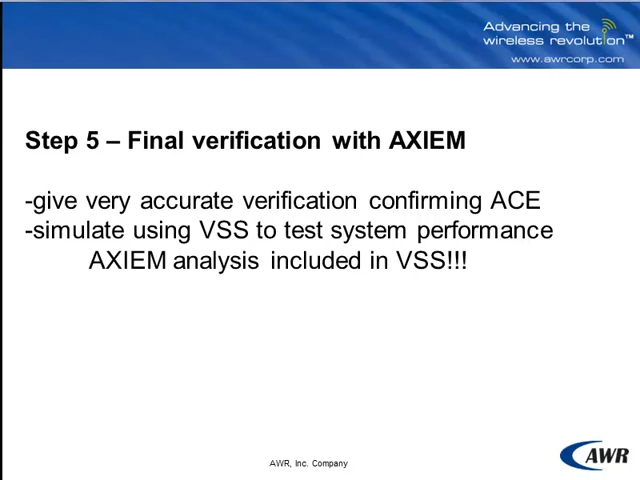 Advancing the
wireless revolution™
www.awrcorp.com
Step 5 – Final verification with AXIEM
-give very accurate verification confirming ACE
-simulate using VSS to test system performance
AXIEM analysis included in VSS!!!
AWR, Inc. Company
AWR